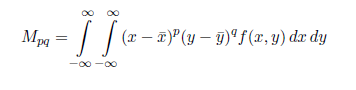 M_{pq} = \int_{-\infty}^{\infty} \int_{-\infty}^{\infty} (x - \bar{x})^p (y - \bar{y})^q f(x, y) \, dx \, dy